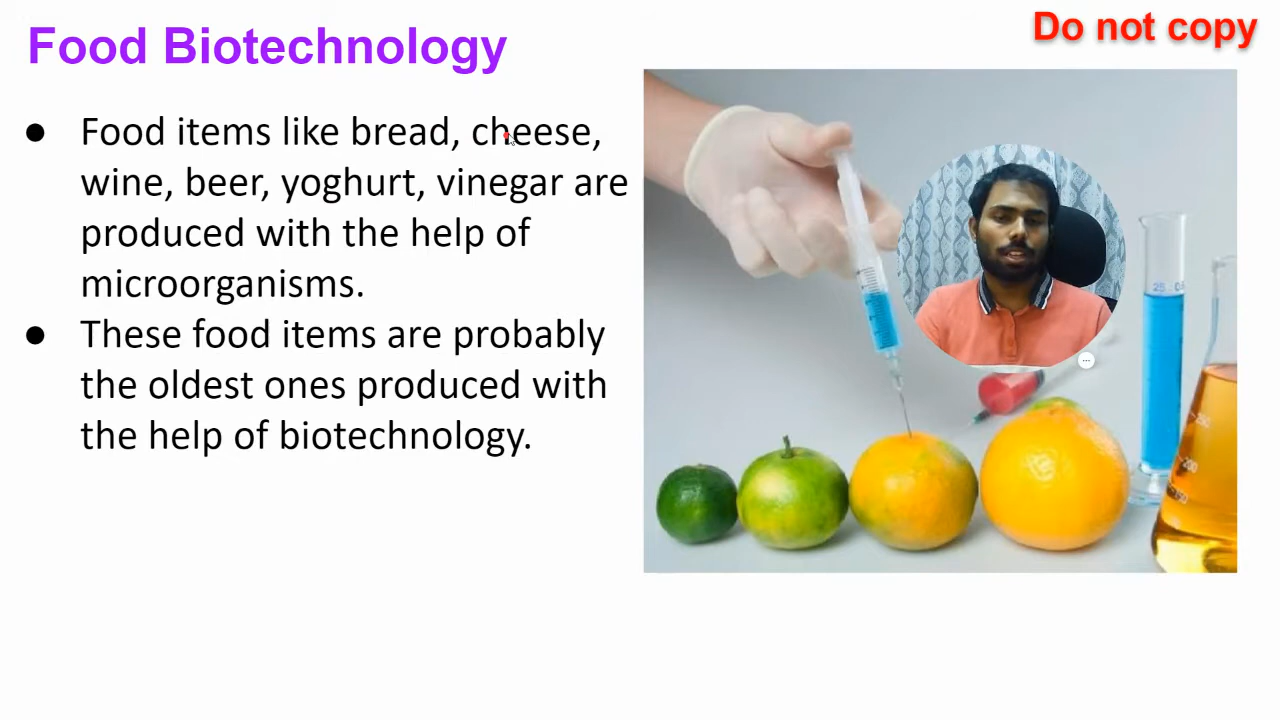 Food Biotechnology
Do not copy
● Food items like bread, cheese,
wine, beer, yoghurt, vinegar are
produced with the help of
microorganisms.
● These food items are probably
the oldest ones produced with
the help of biotechnology.